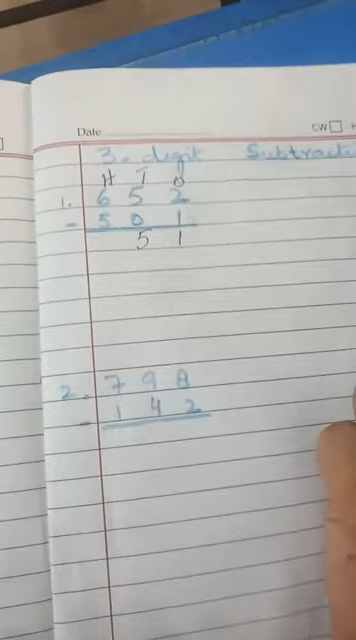 Date
CW
3. digit Subtracti
H T O
1. 6 5 2
- 5 0 1
5 1
2. 7 9 8
- 1 4 2